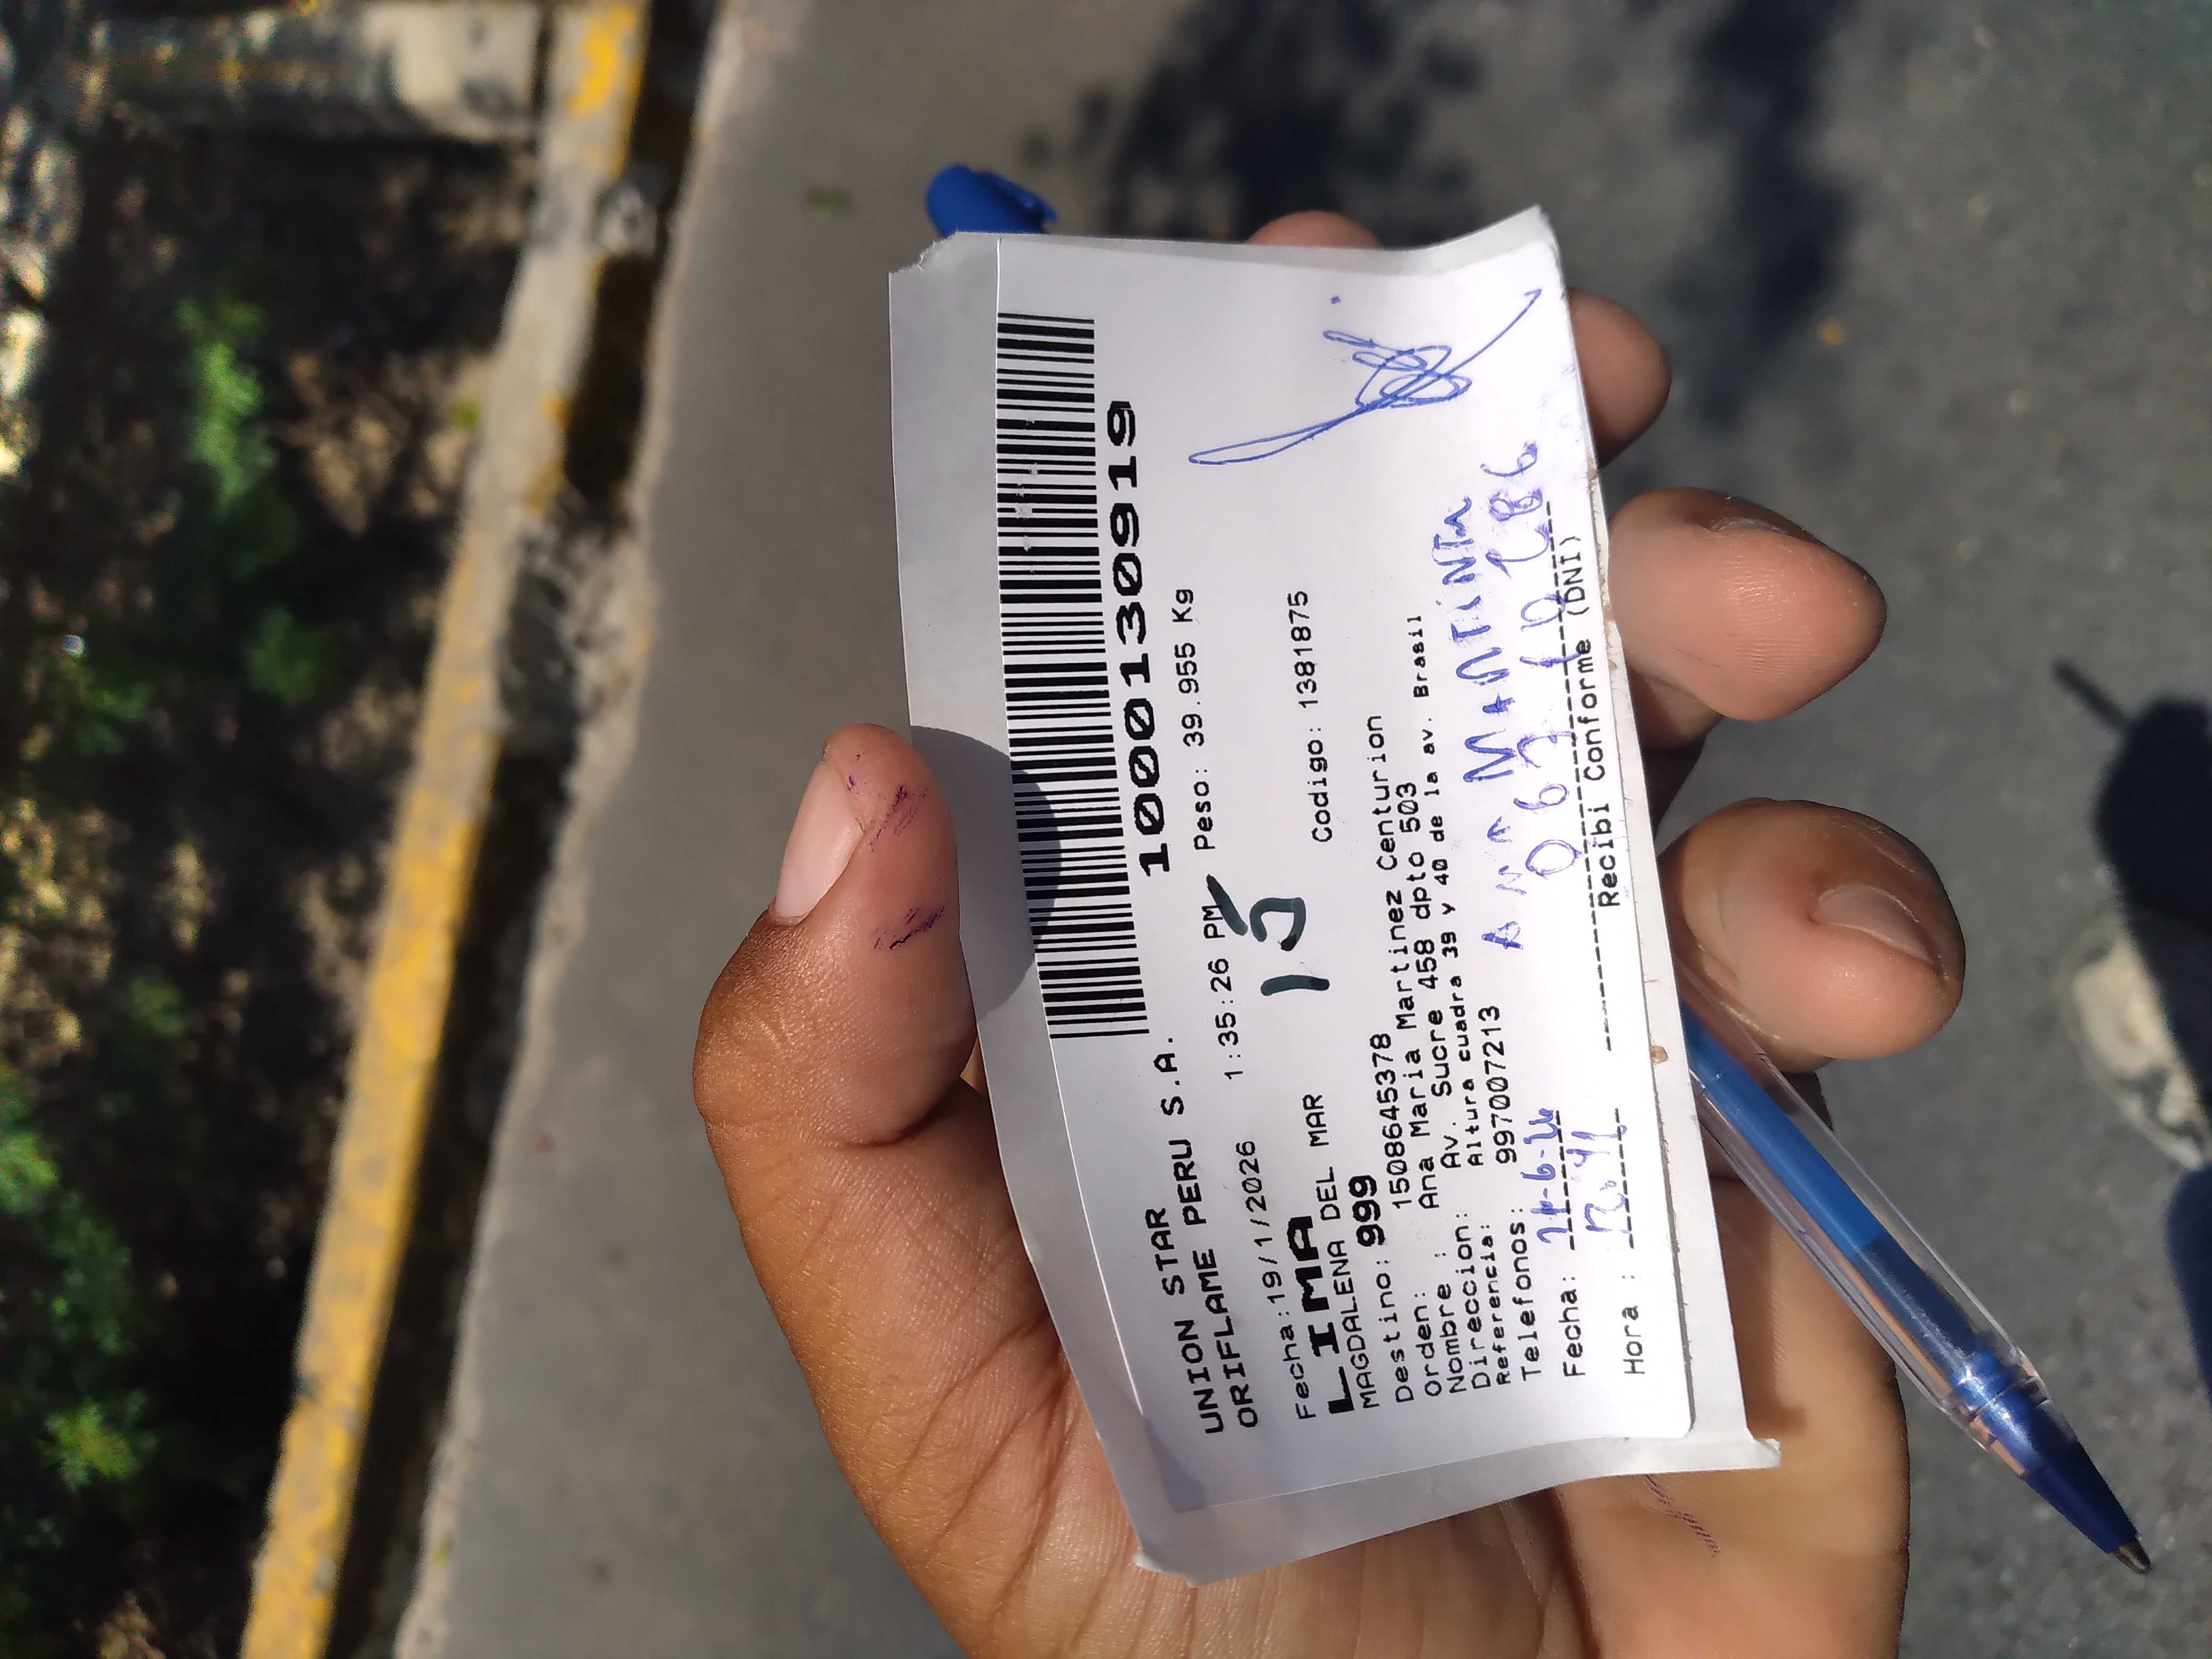 1000130919
UNION STAR
ORIFLAME PERU S.A.
Fecha:19/1/2026 1:35:26 PM Peso: 39.955 Kg
LIMA 15
MAGDALENA DEL MAR Codigo: 1381875
Destino: 999
Orden: 1508645378
Nombre : Ana Maria Martinez Centurion
Direccion: Av. Sucre 458 dpto 503
Referencia: Altura cuadra 39 y 40 de la av. Brasil
Telefonos: 997007213
Fecha:
Hora :
Recibi Conforme (DNI)